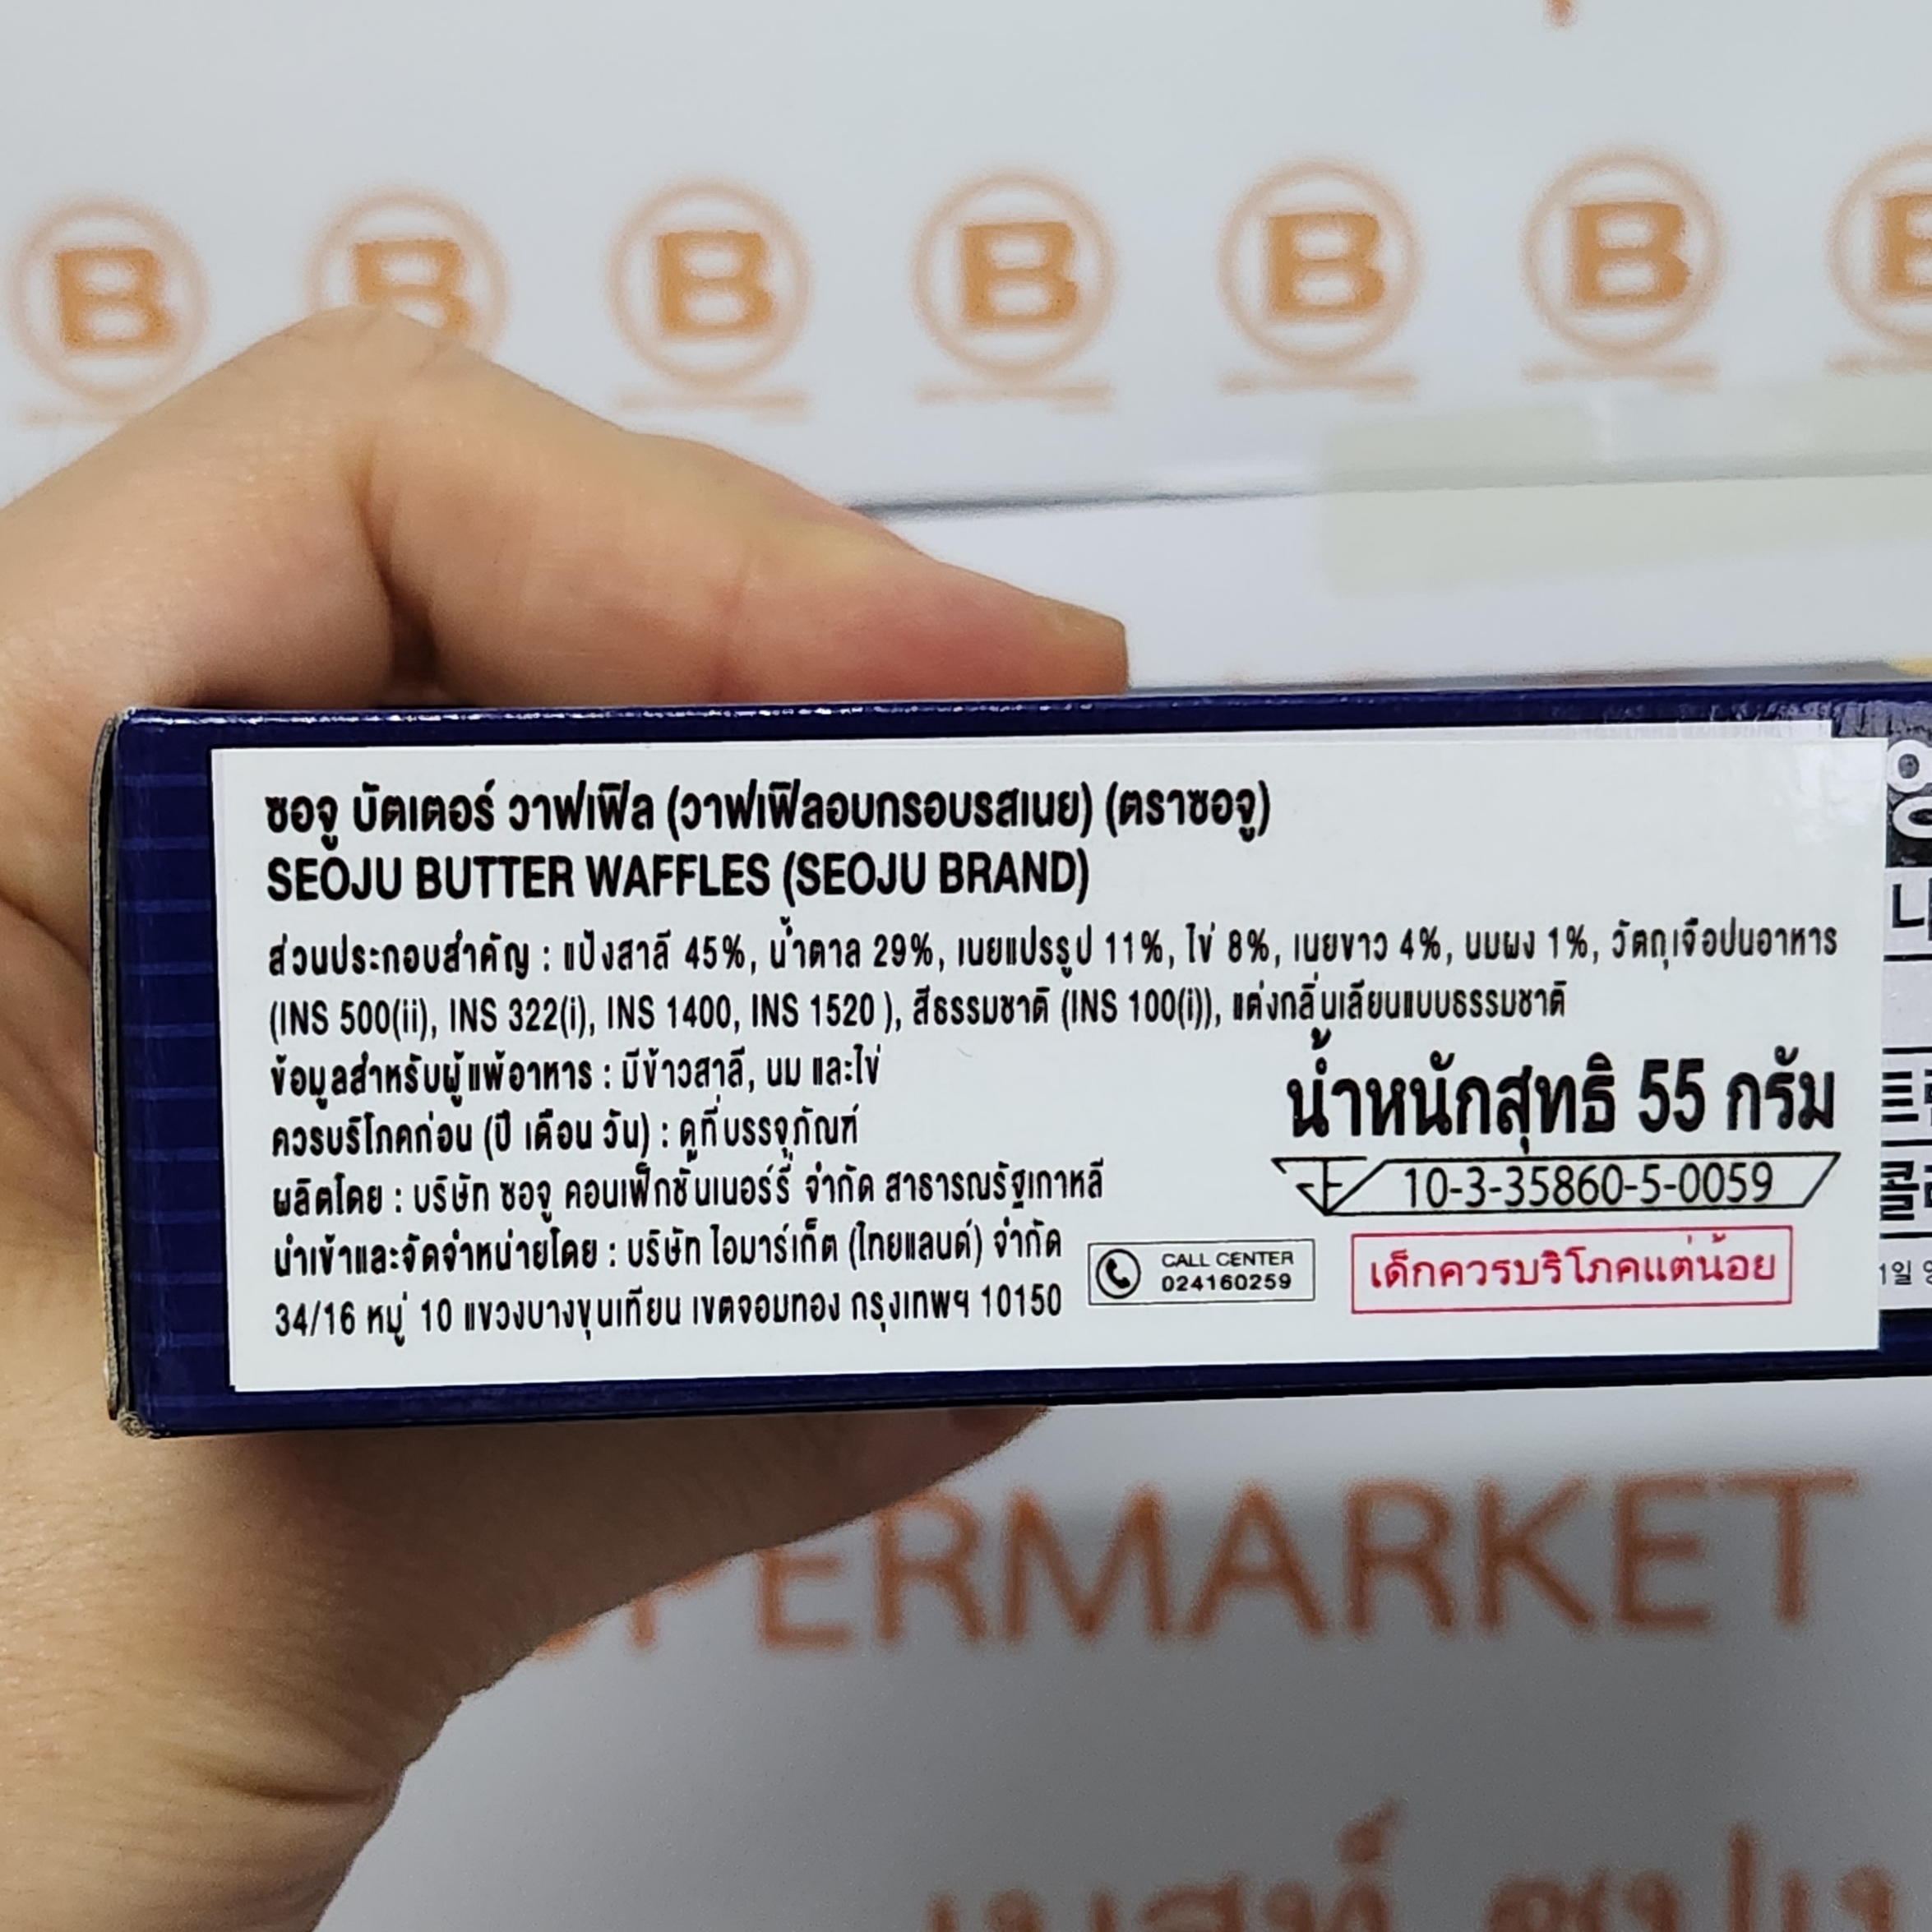 B B B B B B
ซอจู บัตเตอร์ วาฟเฟิล (วาฟเฟิลอบกรอบรสเนย) (ตราซอจู)
SEOJU BUTTER WAFFLES (SEOJU BRAND)
ส่วนประกอบสำคัญ : แป้งสาลี 45%, น้ำตาล 29%, เนยแปรรูป 11%, ไข่ 8%, เนยขาว 4%, นมผง 1%, วัตถุเจือปนอาหาร
(INS 500(ii), INS 322(i), INS 1400, INS 1520 ), สีธรรมชาติ (INS 100(i)), แต่งกลิ่นเลียนแบบธรรมชาติ
ข้อมูลสำหรับผู้แพ้อาหาร : มีข้าวสาลี, นม และไข่
ควรบริโภคก่อน (ปี เดือน วัน) : ดูที่บรรจุภัณฑ์
ผลิตโดย : บริษัท ซอจู คอนเฟ็กชั่นเนอร์รี่ จำกัด สาธารณรัฐเกาหลี
นำเข้าและจัดจำหน่ายโดย : บริษัท ไอมาร์เก็ต (ไทยแลนด์) จำกัด
34/16 หมู่ 10 แขวงบางขุนเทียน เขตจอมทอง กรุงเทพฯ 10150
CALL CENTER
024160259
น้ำหนักสุทธิ 55 กรัม
10-3-35860-5-0059
เด็กควรบริโภคแต่น้อย
1일
ERMARKET